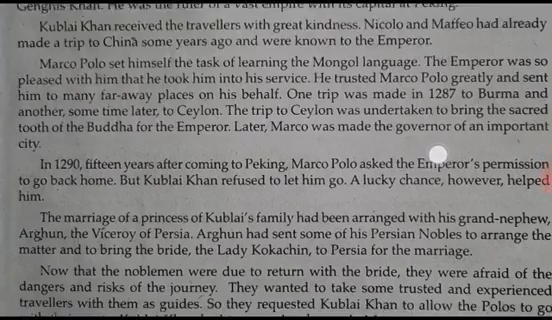 Genghis Khan. He was the ruler of a vast empire with its capital at Peking.
Kublai Khan received the travellers with great kindness. Nicolo and Maffeo had already
made a trip to China some years ago and were known to the Emperor.
Marco Polo set himself the task of learning the Mongol language. The Emperor was so
pleased with him that he took him into his service. He trusted Marco Polo greatly and sent
him to many far-away places on his behalf. One trip was made in 1287 to Burma and
another, some time later, to Ceylon. The trip to Ceylon was undertaken to bring the sacred
tooth of the Buddha for the Emperor. Later, Marco was made the governor of an important
city.
In 1290, fifteen years after coming to Peking, Marco Polo asked the Emperor's permission
to go back home. But Kublai Khan refused to let him go. A lucky chance, however, helped
him.
The marriage of a princess of Kublai's family had been arranged with his grand-nephew,
Arghun, the Viceroy of Persia. Arghun had sent some of his Persian Nobles to arrange the
matter and to bring the bride, the Lady Kokachin, to Persia for the marriage.
Now that the noblemen were due to return with the bride, they were afraid of the
dangers and risks of the journey. They wanted to take some trusted and experienced
travellers with them as guides. So they requested Kublai Khan to allow the Polos to go